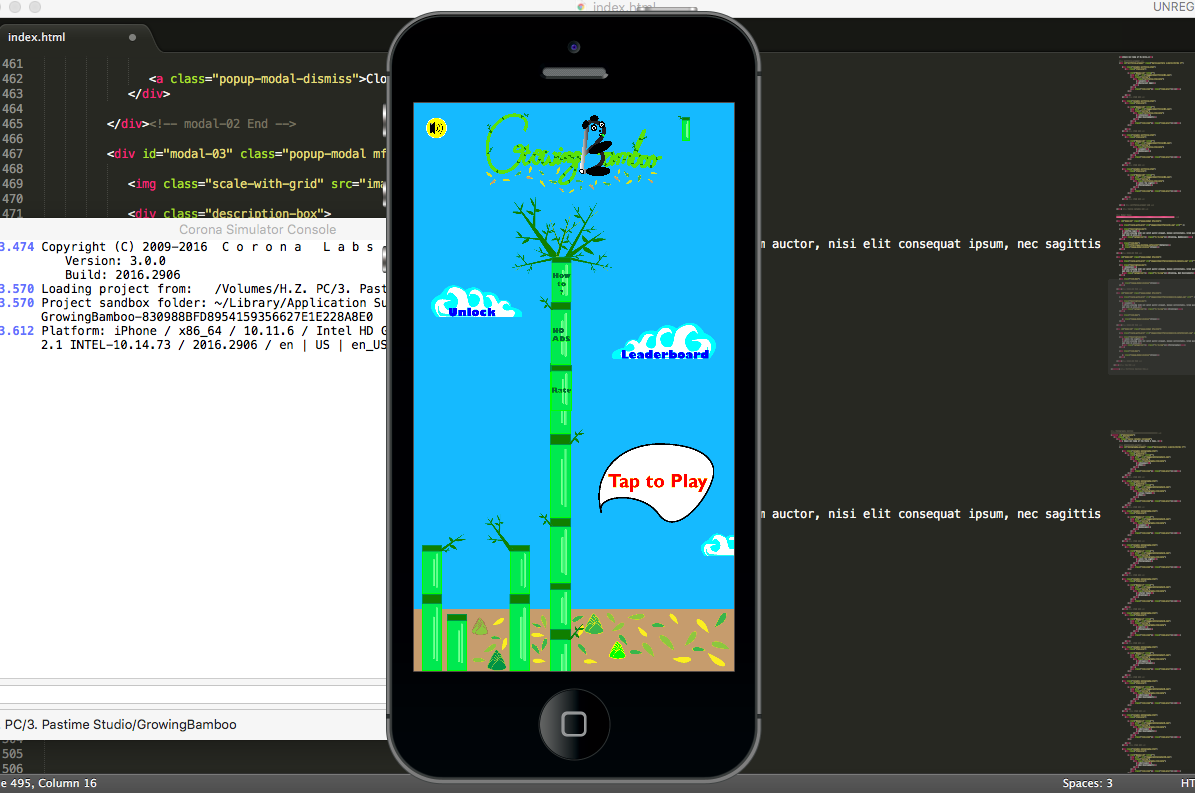 index.html
UNREG
index.html
461
462 <a class="popup-modal-dismiss">Clo
463 </div>
464
465 </div><!-- modal-02 End -->
466
467 <div id="modal-03" class="popup-modal mf
468
469 <img class="scale-with-grid" src="ima
470
471 <div class="description-box">
Corona Simulator Console
3.474 Copyright (C) 2009-2016 C o r o n a L a b s
Version: 3.0.0
Build: 2016.2906
3.570 Loading project from: /Volumes/H.Z. PC/3. Past
3.570 Project sandbox folder: ~/Library/Application Su
GrowingBamboo-830988BFD8954159356627E1E228A8E0
3.612 Platform: iPhone / x86_64 / 10.11.6 / Intel HD G
2.1 INTEL-10.14.73 / 2016.2906 / en | US | en_US
PC/3. Pastime Studio/GrowingBamboo
505
506
e 495, Column 16
Growing Bamboo
How
to
?
Unlock
NO
ADS
Leaderboard
Rate
Tap to Play
m auctor, nisi elit consequat ipsum, nec sagittis
m auctor, nisi elit consequat ipsum, nec sagittis
Spaces: 3
HT